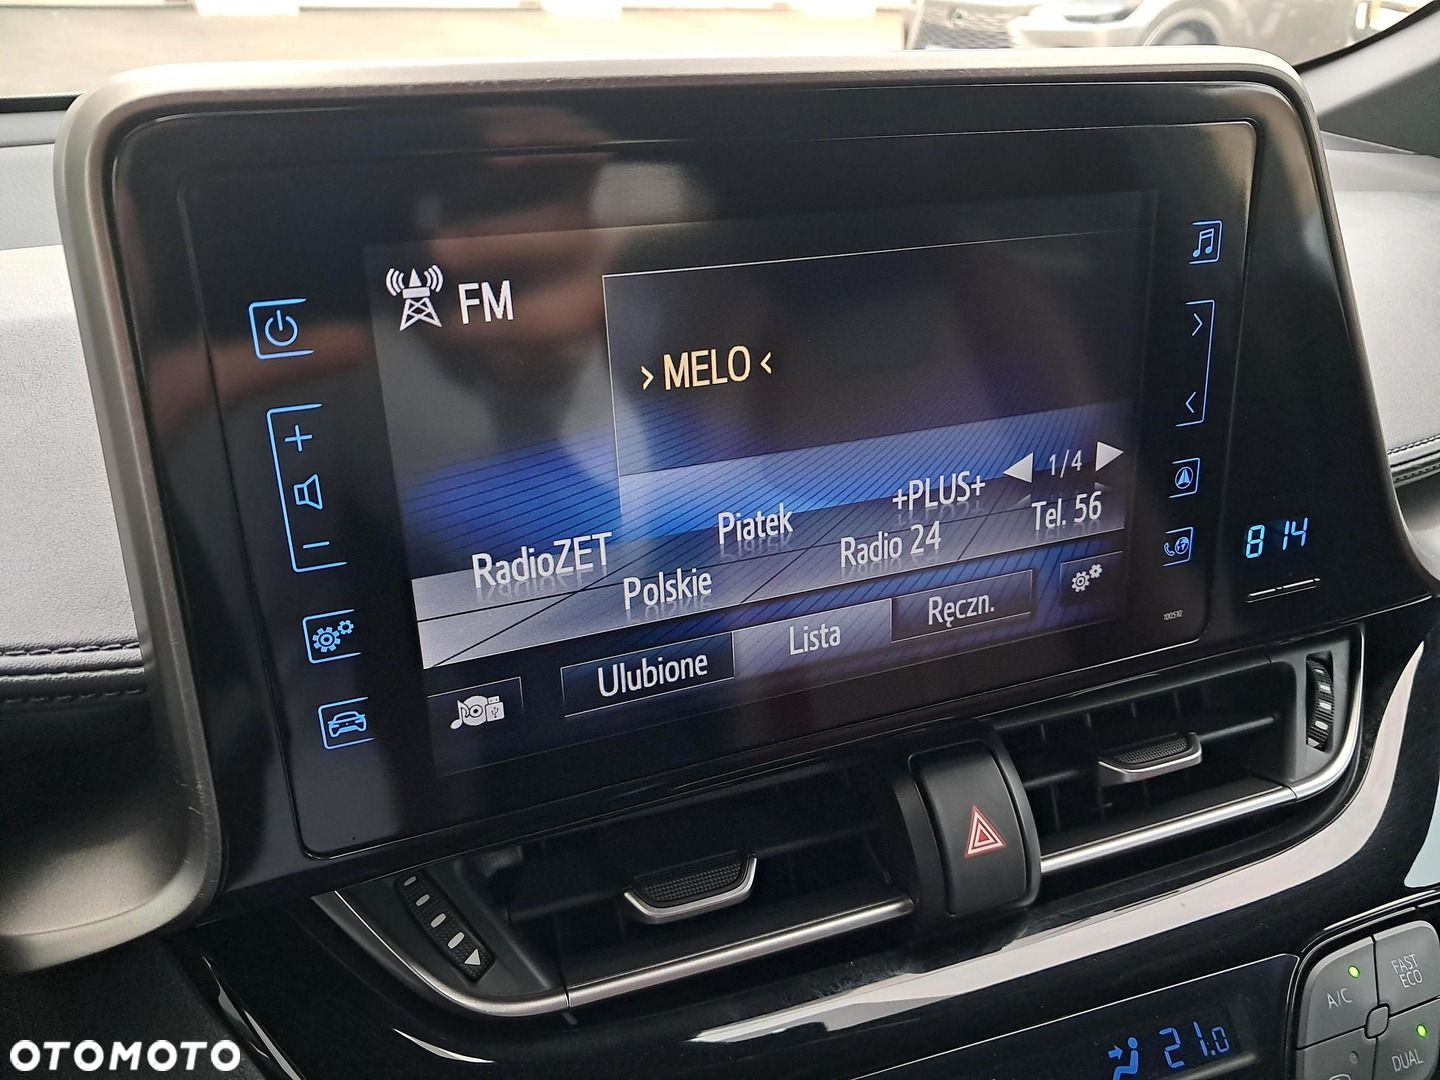 FM
> MELO <
1/4
RadioZET Piatek +PLUS+
Polskie Radio 24 Tel. 56
Ulubione Lista Ręczn.
8:14
100510
A/C
FAST
ECO
21.0
DUAL
OTOMOTO